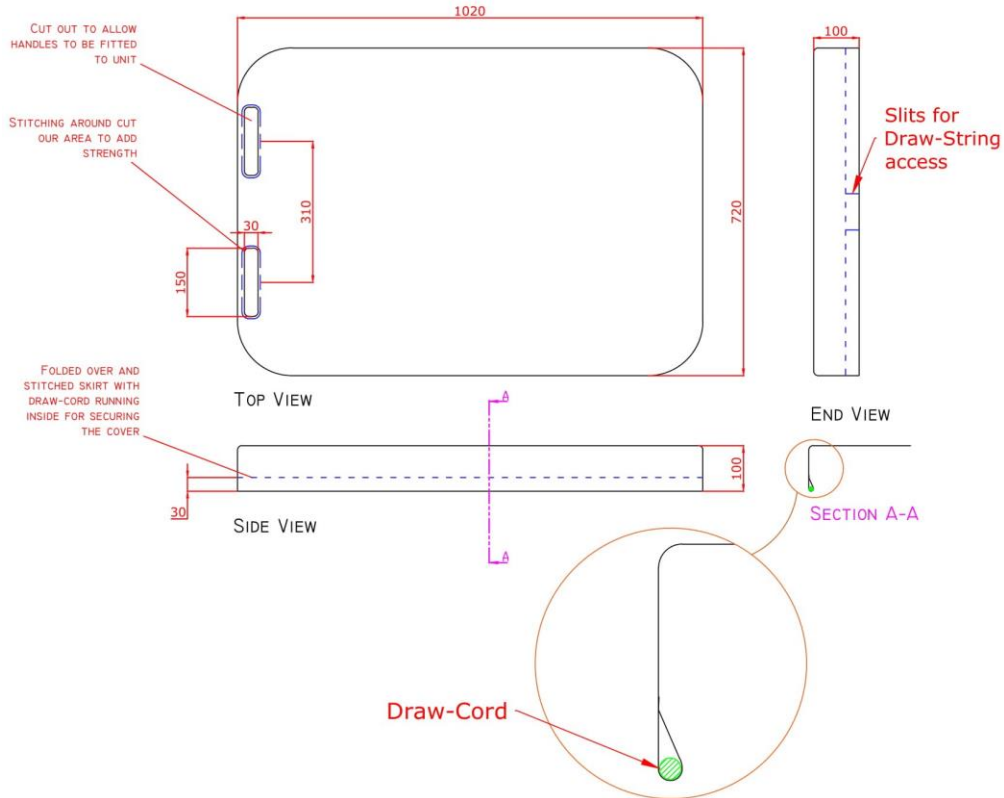 1020
100
CUT OUT TO ALLOW
HANDLES TO BE FITTED
TO UNIT
STITCHING AROUND CUT
OUR AREA TO ADD
STRENGTH
Slits for
Draw-String
access
310
720
30
150
FOLDED OVER AND
STITCHED SKIRT WITH
DRAW-CORD RUNNING
INSIDE FOR SECURING
THE COVER
TOP VIEW
A
END VIEW
100
30
SIDE VIEW
A
SECTION A-A
Draw-Cord